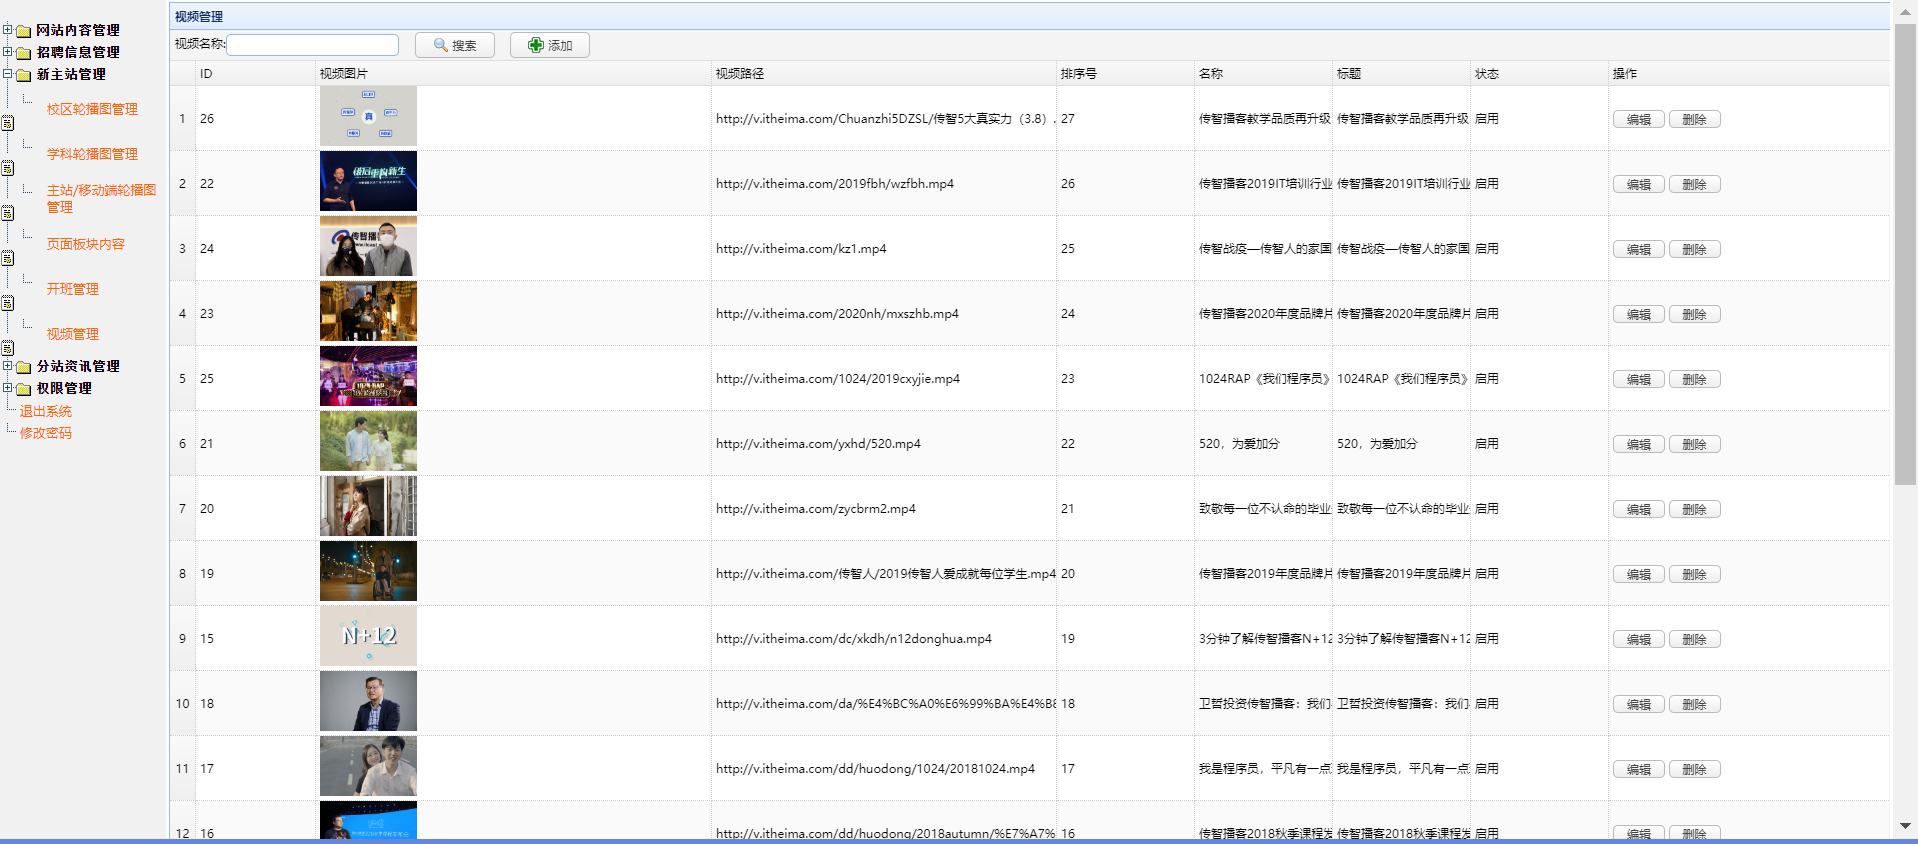 网站内容管理
招聘信息管理
新主站管理
校区轮播图管理
学科轮播图管理
主站/移动端轮播图
管理
页面板块内容
开班管理
视频管理
分站资讯管理
权限管理
退出系统
修改密码
视频管理
视频名称: 搜索 添加
ID 视频图片 视频路径 排序号 名称 标题 状态 操作
1 26 真 http://v.itheima.com/Chuanzhi5DZSL/传智5大真实力（3.8）. 27 传智播客教学品质再升级 传智播客教学品质再升级 启用 编辑 删除
2 22 破局重构新生 http://v.itheima.com/2019fbh/wzfbh.mp4 26 传智播客2019IT培训行业 传智播客2019IT培训行业 启用 编辑 删除
3 24 传智播 http://v.itheima.com/kz1.mp4 25 传智战疫—传智人的家国 传智战疫—传智人的家国 启用 编辑 删除
4 23 http://v.itheima.com/2020nh/mxszhb.mp4 24 传智播客2020年度品牌片 传智播客2020年度品牌片 启用 编辑 删除
5 25 1024 RAP http://v.itheima.com/1024/2019cxyjie.mp4 23 1024RAP《我们程序员》 1024RAP《我们程序员》 启用 编辑 删除
6 21 http://v.itheima.com/yxhd/520.mp4 22 520，为爱加分 520，为爱加分 启用 编辑 删除
7 20 http://v.itheima.com/zycbrm2.mp4 21 致敬每一位不认命的毕业 致敬每一位不认命的毕业 启用 编辑 删除
8 19 http://v.itheima.com/传智人/2019传智人爱成就每位学生.mp4 20 传智播客2019年度品牌片 传智播客2019年度品牌片 启用 编辑 删除
9 15 N+12 http://v.itheima.com/dc/xkdh/n12donghua.mp4 19 3分钟了解传智播客N+12 3分钟了解传智播客N+12 启用 编辑 删除
10 18 http://v.itheima.com/da/%E4%BC%A0%E6%99%BA%E4%B8 18 卫哲投资传智播客：我们 卫哲投资传智播客：我们 启用 编辑 删除
11 17 http://v.itheima.com/dd/huodong/1024/20181024.mp4 17 我是程序员，平凡有一点 我是程序员，平凡有一点 启用 编辑 删除
12 16 http://v.itheima.com/dd/huodong/2018autumn/%E7%A7% 16 传智播客2018秋季课程发 传智播客2018秋季课程发 启用 编辑 删除